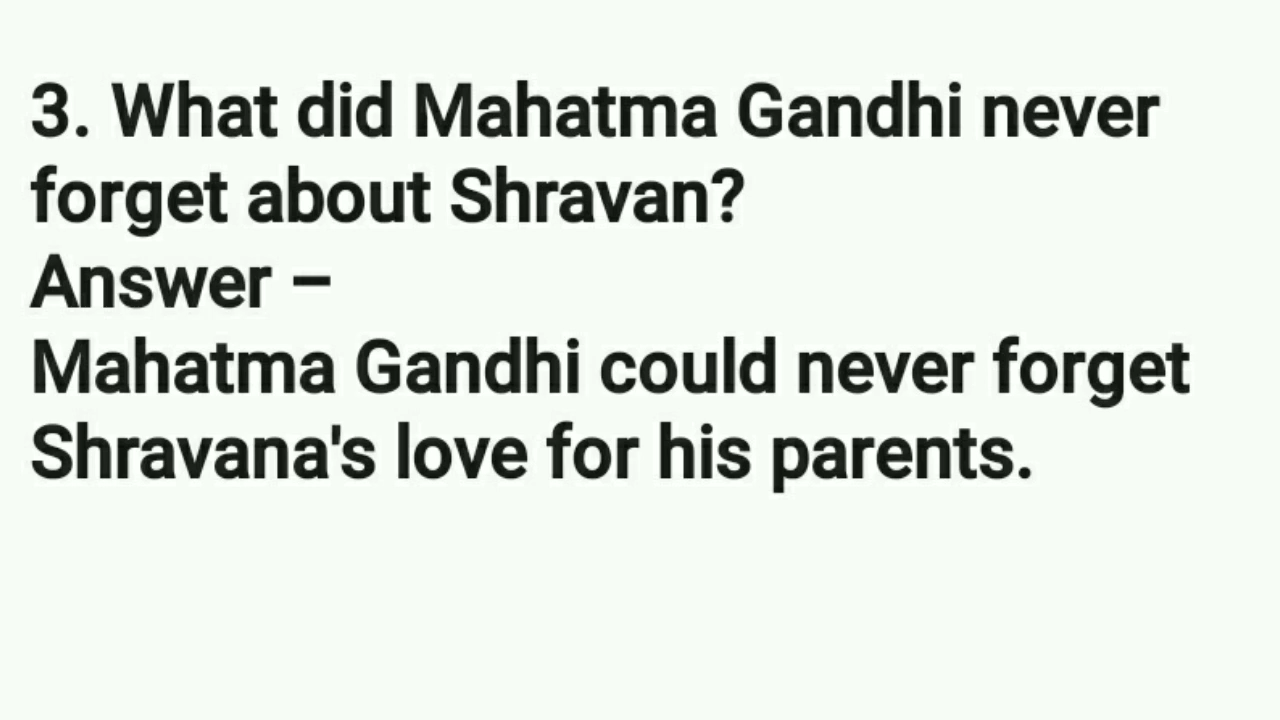 3. What did Mahatma Gandhi never
forget about Shravan?
Answer –
Mahatma Gandhi could never forget
Shravana's love for his parents.